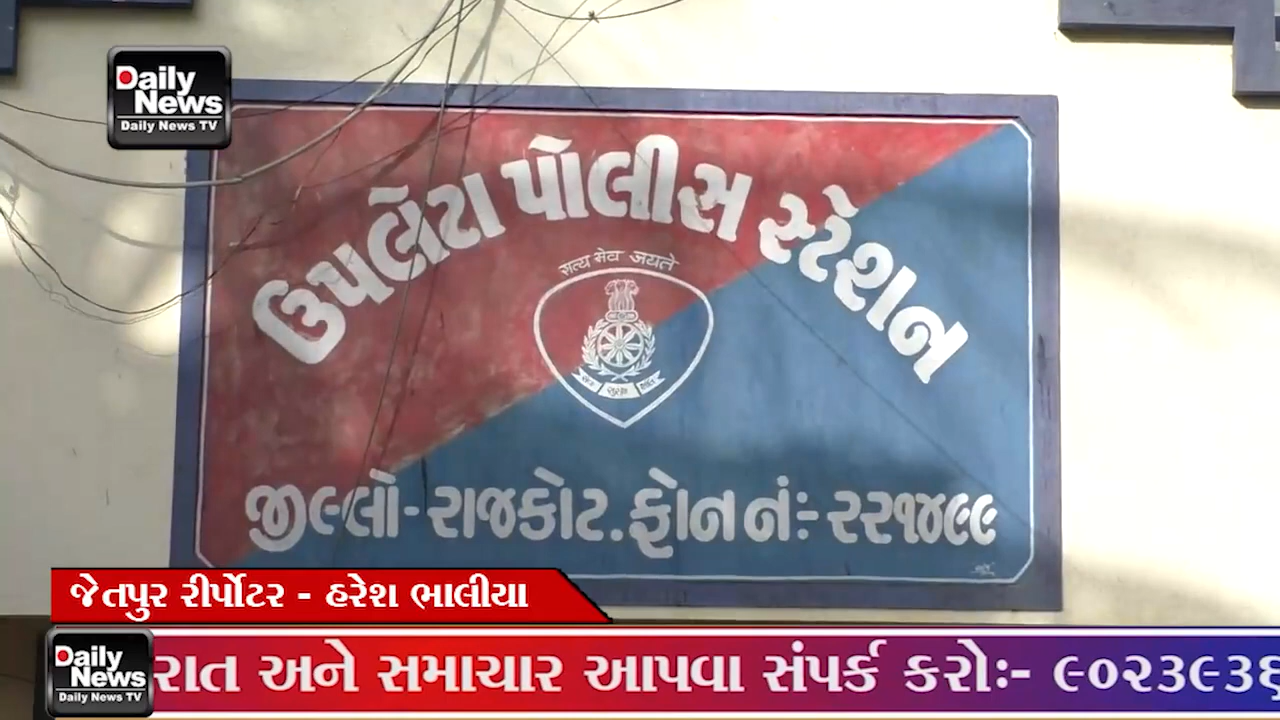 Daily
News
Daily News TV
ઉપલેટા પોલીસ સ્ટેશન
સત્ય મેવ જયતે
જીલ્લો-રાજકોટ.ફોન નં:-૨૨૧૪૯૯
જેતપુર રીર્પોટર - હરેશ ભાલીયા
Daily
News
Daily News TV
રાત અને સમાચાર આપવા સંપર્ક કરોઃ- ૯૦૨૩૯૩૬